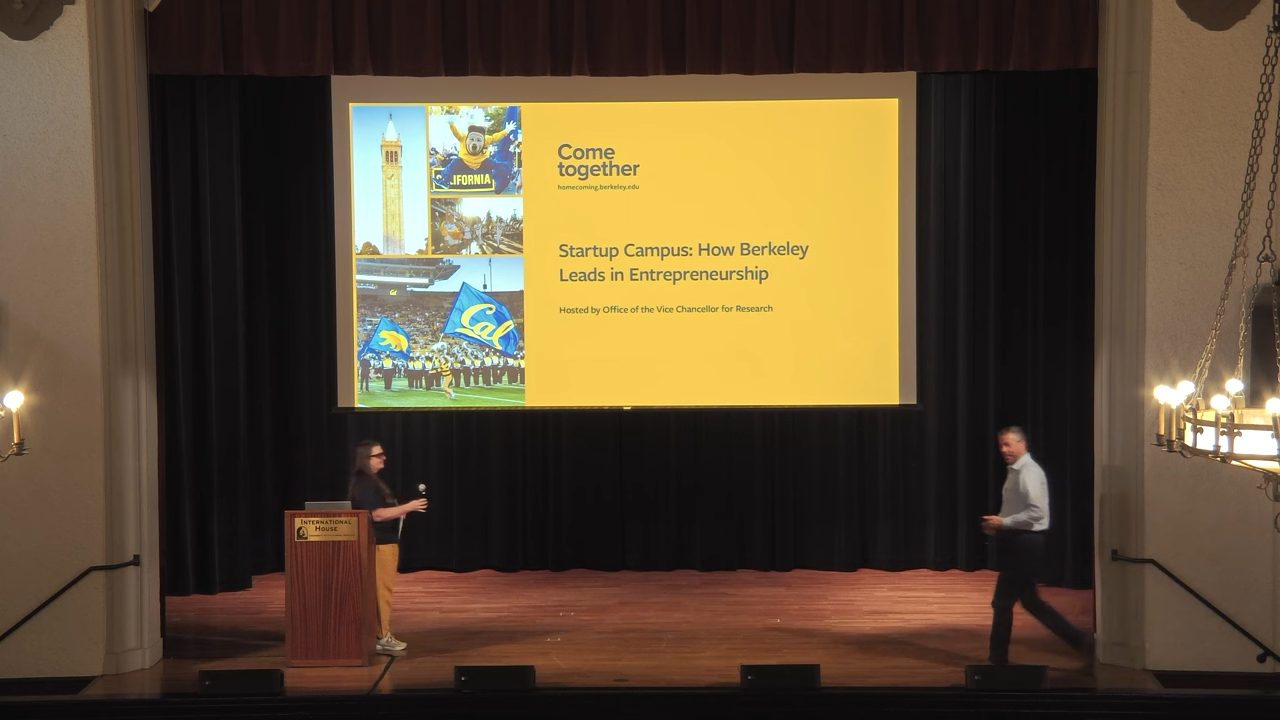 Come
together
homecoming.berkeley.edu
Startup Campus: How Berkeley
Leads in Entrepreneurship
Hosted by Office of the Vice Chancellor for Research
IFORNIA
Cal
INTERNATIONAL
HOUSE